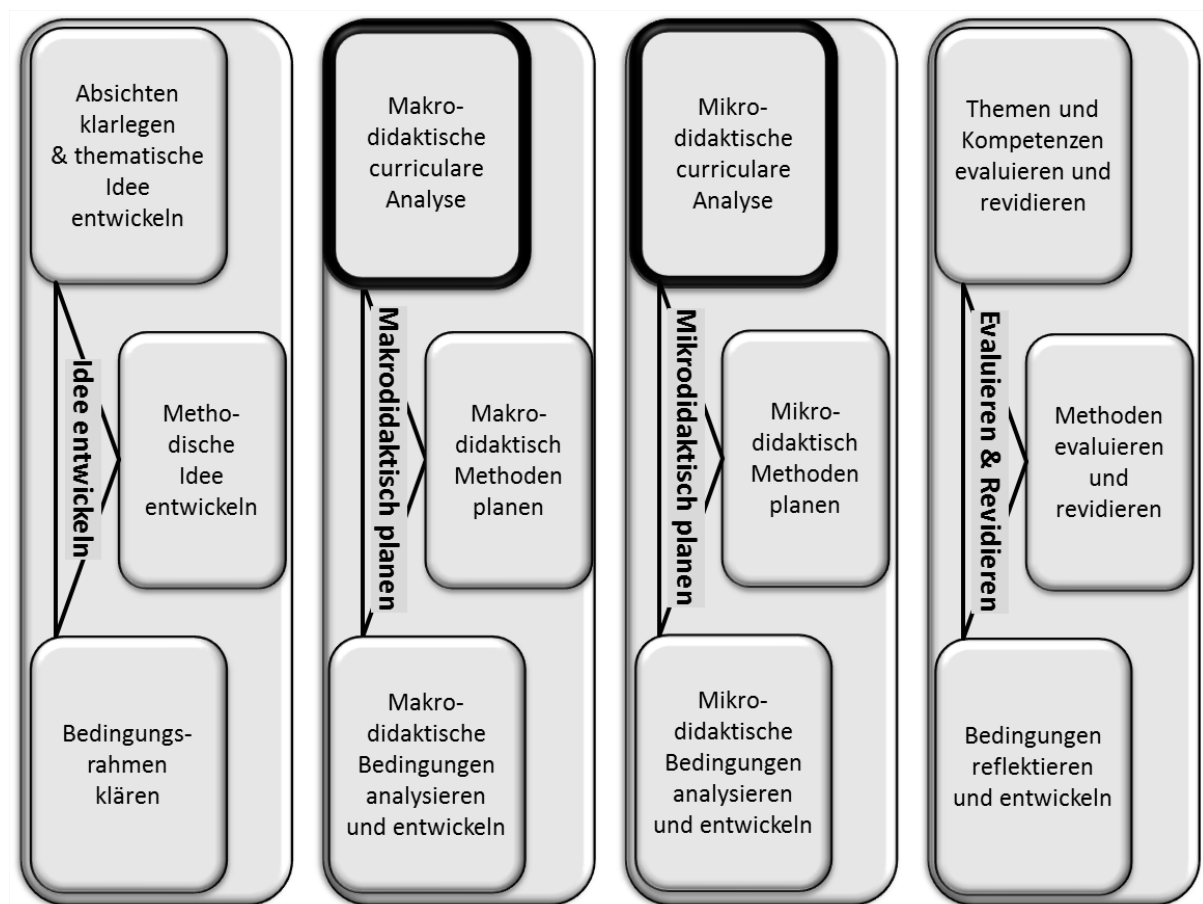 Absichten
klarlegen
& thematische
Idee
entwickeln
Idee entwickeln
Metho-
dische
Idee
entwickeln
Bedingungs-
rahmen
klären
Makro-
didaktische
curriculare
Analyse
Makrodidaktisch planen
Makro-
didaktisch
Methoden
planen
Makro-
didaktische
Bedingungen
analysieren
und entwickeln
Mikro-
didaktische
curriculare
Analyse
Mikrodidaktisch planen
Mikro-
didaktisch
Methoden
planen
Mikro-
didaktische
Bedingungen
analysieren
und entwickeln
Themen und
Kompetenzen
evaluieren und
revidieren
Evaluieren & Revidieren
Methoden
evaluieren
und
revidieren
Bedingungen
reflektieren
und entwickeln